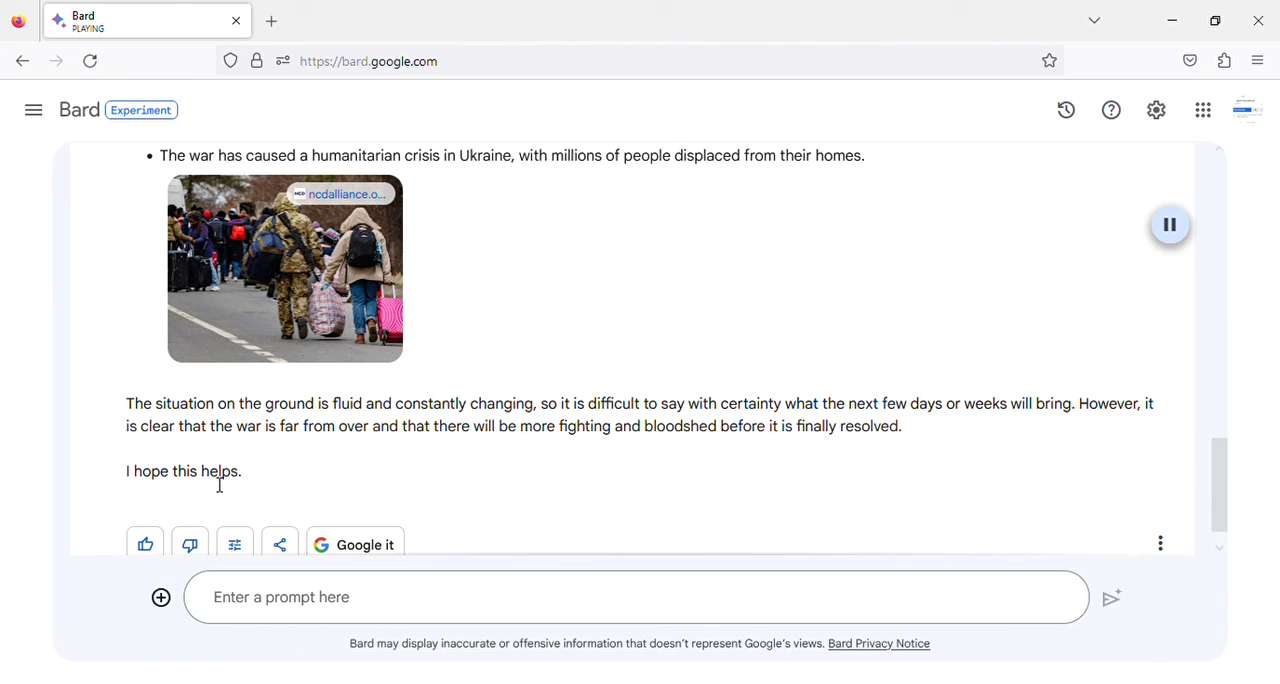 Bard
PLAYING
https://bard.google.com
Bard Experiment
• The war has caused a humanitarian crisis in Ukraine, with millions of people displaced from their homes.
NCD ncdalliance.o...
The situation on the ground is fluid and constantly changing, so it is difficult to say with certainty what the next few days or weeks will bring. However, it
is clear that the war is far from over and that there will be more fighting and bloodshed before it is finally resolved.
I hope this helps.
Google it
Enter a prompt here
Bard may display inaccurate or offensive information that doesn't represent Google's views. Bard Privacy Notice